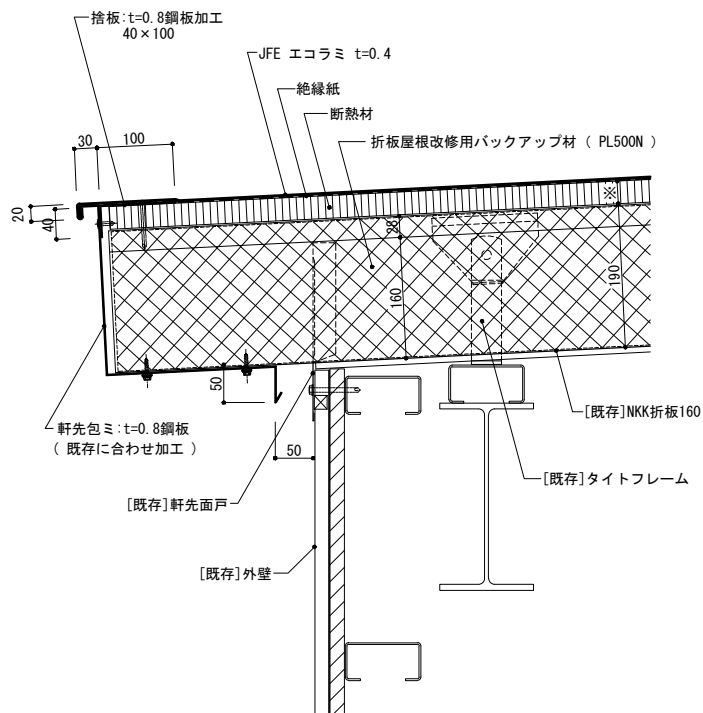 捨板:t=0.8鋼板加工
40×100
JFE エコラミ t=0.4
絶縁紙
断熱材
折板屋根改修用バックアップ材 ( PL500N )
30
100
20
40
※
28
160
190
50
50
軒先包ミ:t=0.8鋼板
( 既存に合わせ加工 )
[既存]NKK折板160
[既存]タイトフレーム
[既存]軒先面戸
[既存]外壁